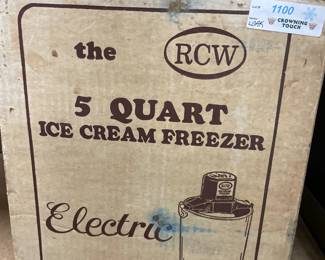 1100
CROWNING
TOUCH
the RCW
5 QUART
ICE CREAM FREEZER
Electric